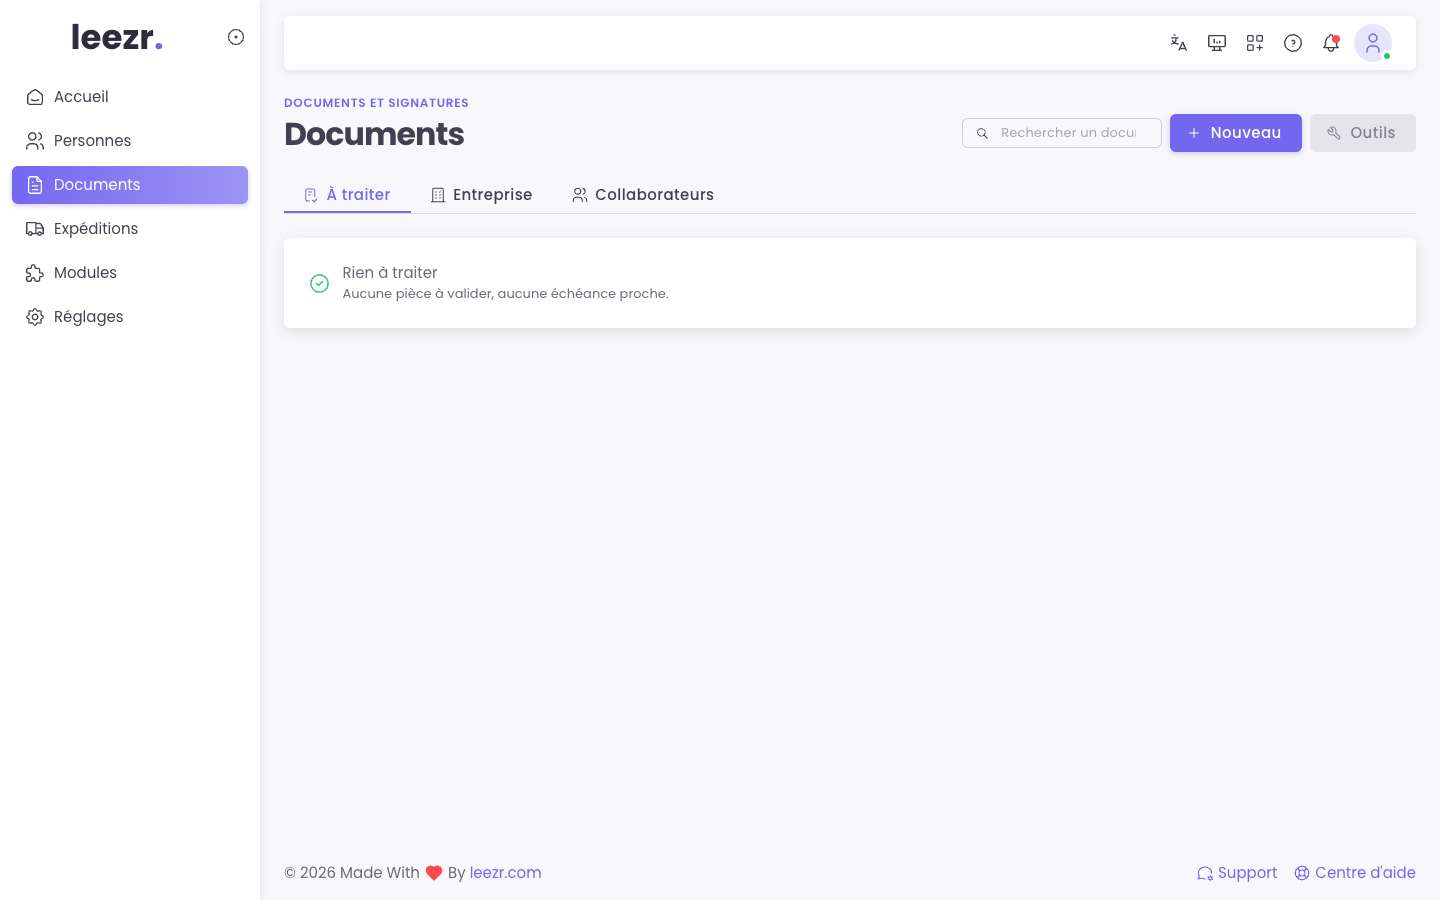 leezr.
Accueil
Personnes
Documents
Expéditions
Modules
Réglages
DOCUMENTS ET SIGNATURES
Documents
Rechercher un docu
Nouveau
Outils
À traiter
Entreprise
Collaborateurs
Rien à traiter
Aucune pièce à valider, aucune échéance proche.
© 2026 Made With By leezr.com
Support
Centre d'aide